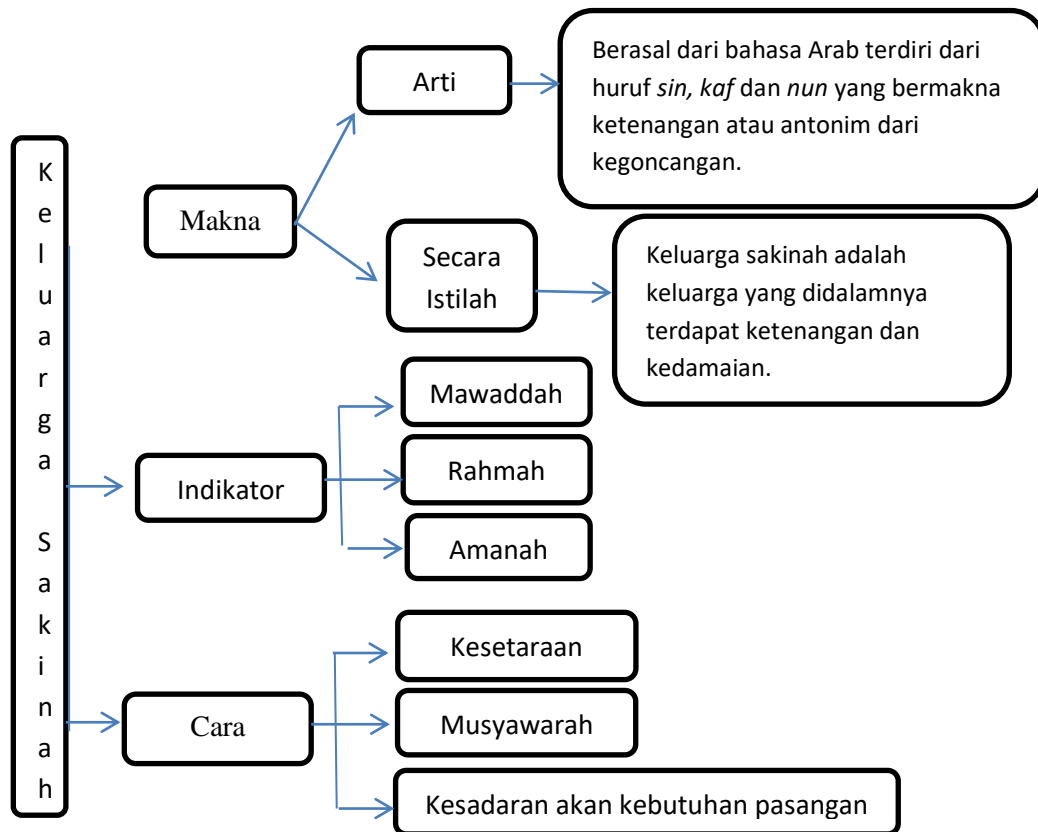 Keluarga Sakinah
Makna
Arti
Berasal dari bahasa Arab terdiri dari
huruf sin, kaf dan nun yang bermakna
ketenangan atau antonim dari
kegoncangan.
Secara
Istilah
Keluarga sakinah adalah
keluarga yang didalamnya
terdapat ketenangan dan
kedamaian.
Indikator
Mawaddah
Rahmah
Amanah
Cara
Kesetaraan
Musyawarah
Kesadaran akan kebutuhan pasangan